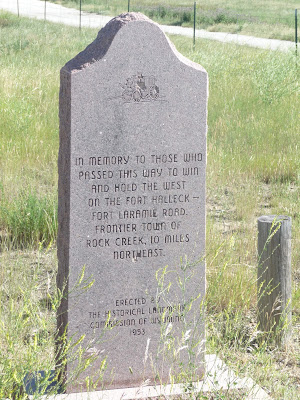 IN MEMORY TO THOSE WHO
PASSED THIS WAY TO WIN
AND HOLD THE WEST
ON THE FORT HALLECK –
FORT LARAMIE ROAD.
FRONTIER TOWN OF
ROCK CREEK, 10 MILES
NORTHEAST.
ERECTED BY
THE HISTORICAL LANDMARK
COMMISSION OF WYOMING
1953